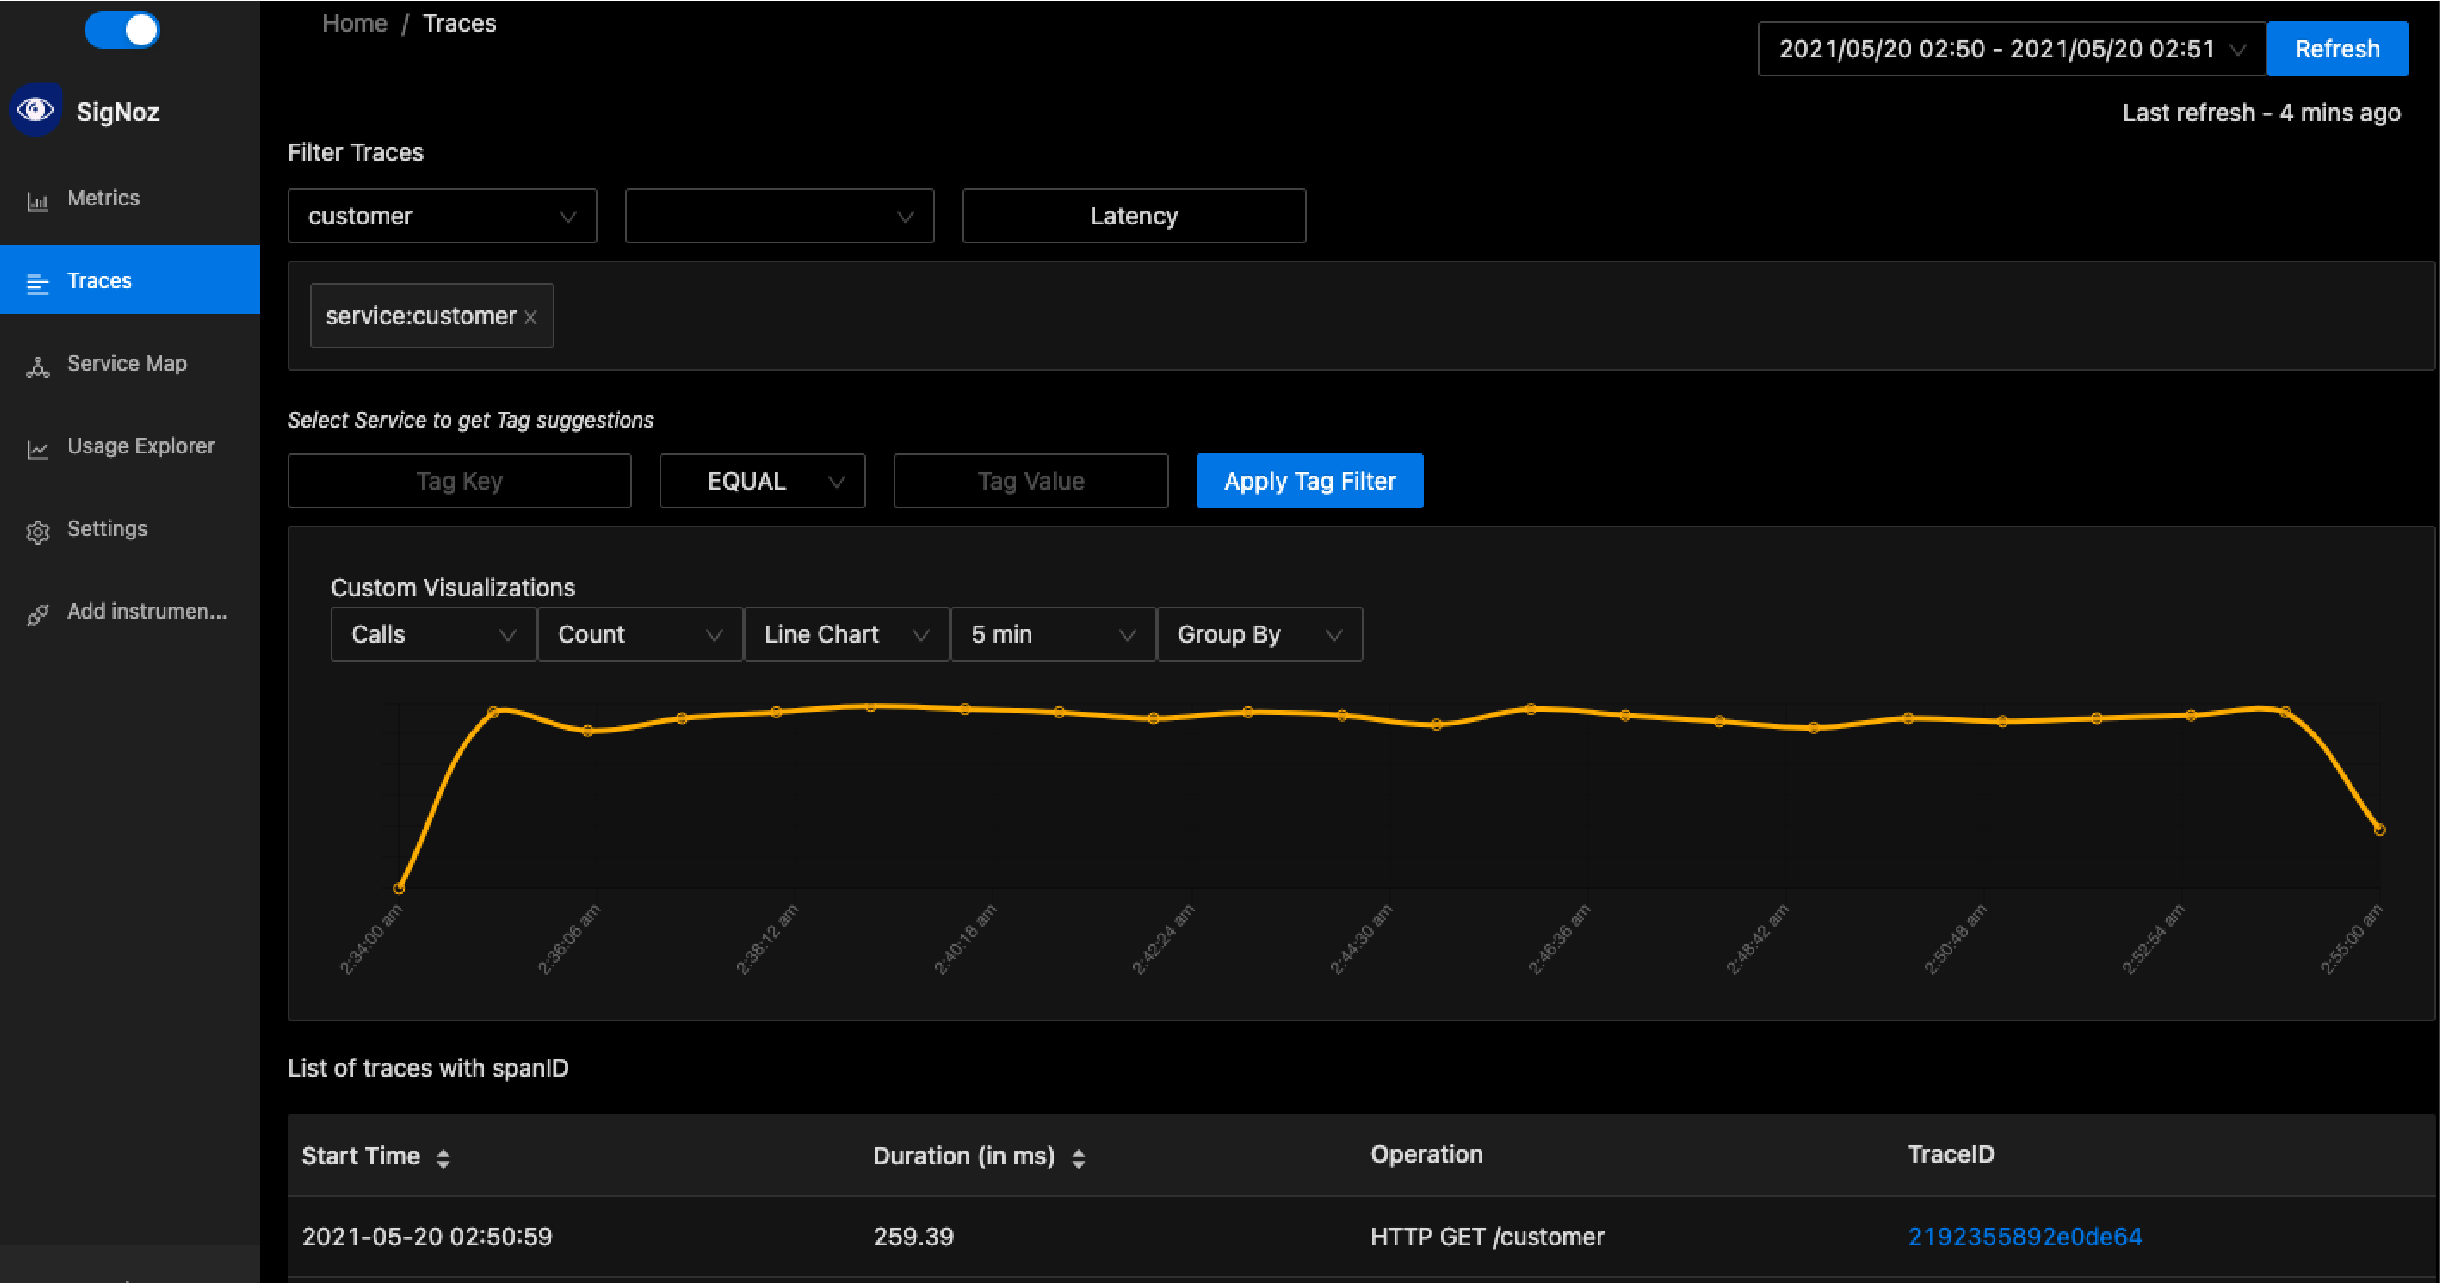 Home / Traces
2021/05/20 02:50 - 2021/05/20 02:51
Refresh
SigNoz
Last refresh - 4 mins ago
Metrics
Traces
Service Map
Usage Explorer
Settings
Add instrumen...
Filter Traces
customer
Latency
service:customer ×
Select Service to get Tag suggestions
Tag Key
EQUAL
Tag Value
Apply Tag Filter
Custom Visualizations
Calls
Count
Line Chart
5 min
Group By
2:34:00 am
2:36:06 am
2:38:12 am
2:40:18 am
2:42:24 am
2:44:30 am
2:46:36 am
2:48:42 am
2:50:48 am
2:52:54 am
2:55:00 am
List of traces with spanID
Start Time
Duration (in ms)
Operation
TraceID
2021-05-20 02:50:59
259.39
HTTP GET /customer
2192355892e0de64